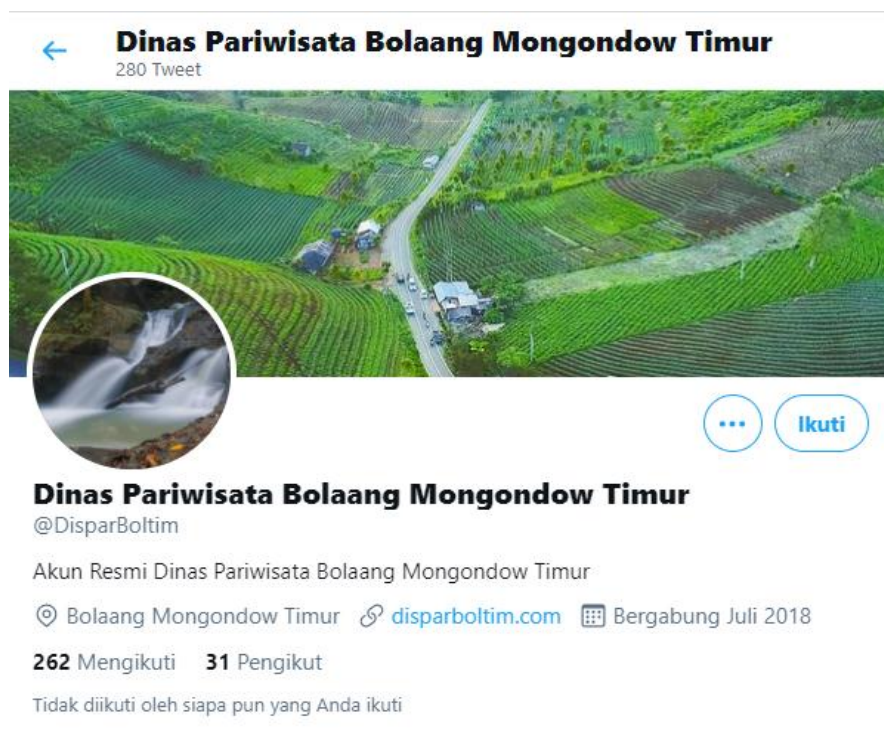 Dinas Pariwisata Bolaang Mongondow Timur
280 Tweet
Ikuti
Dinas Pariwisata Bolaang Mongondow Timur
@DisparBoltim
Akun Resmi Dinas Pariwisata Bolaang Mongondow Timur
Bolaang Mongondow Timur disparboltim.com Bergabung Juli 2018
262 Mengikuti 31 Pengikut
Tidak diikuti oleh siapa pun yang Anda ikuti